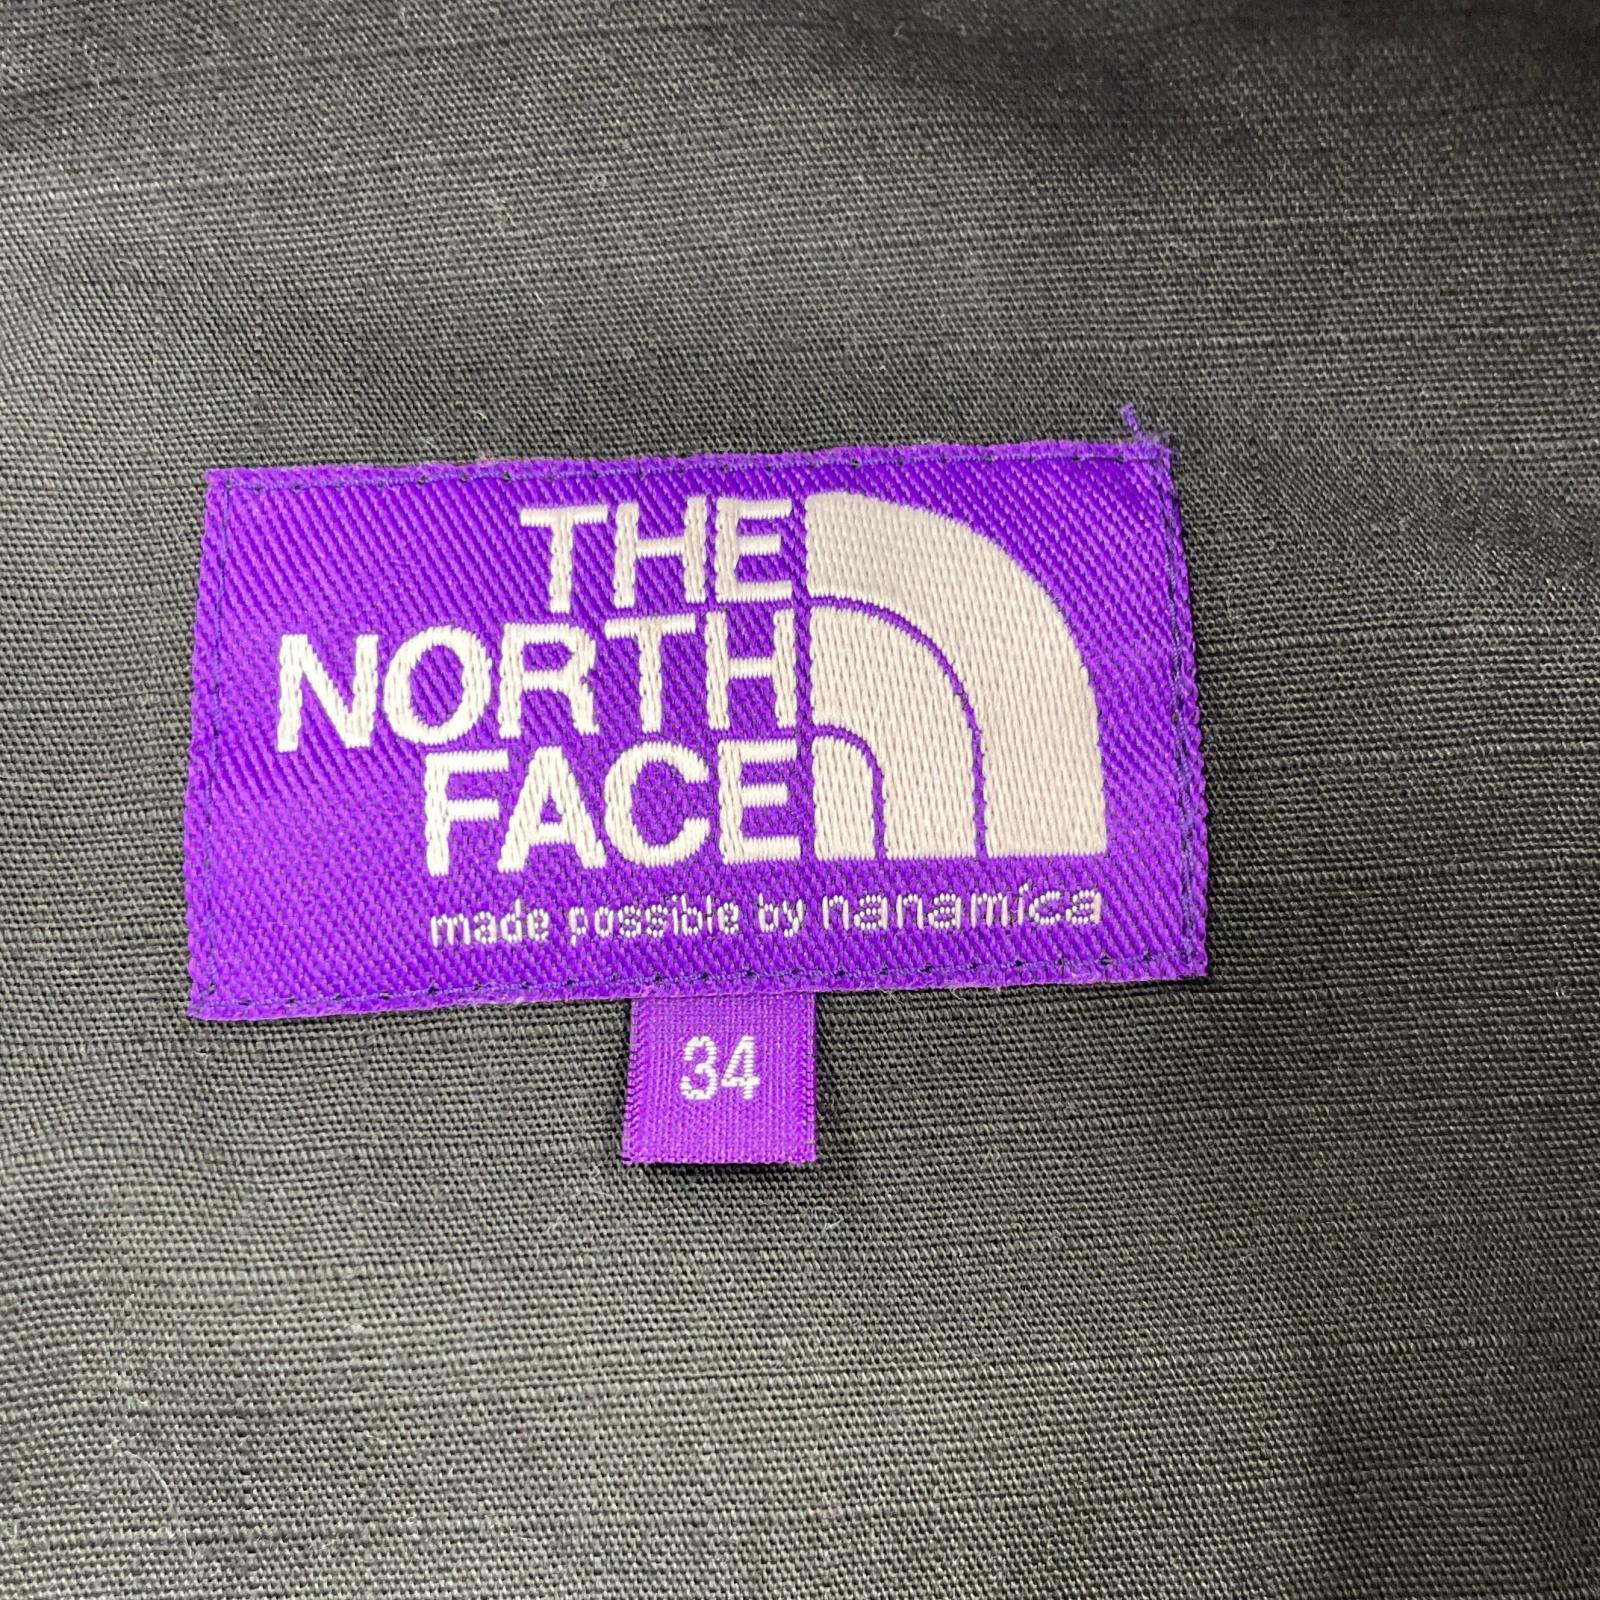 THE
NORTH
FACE
made possible by nanamica
34